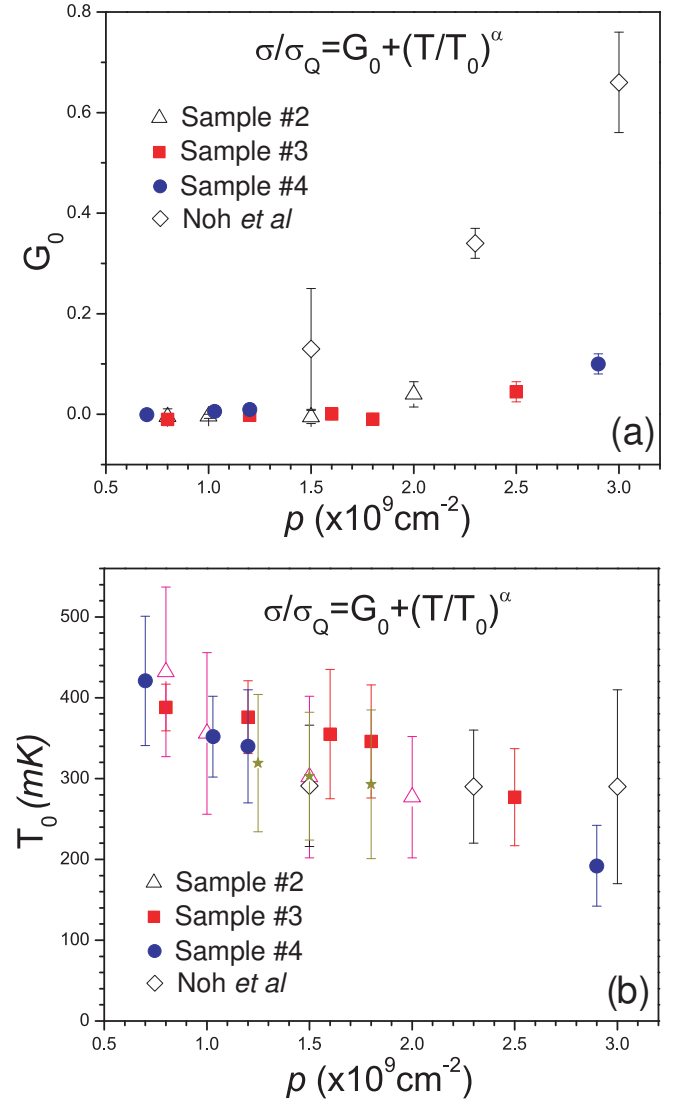 0.8
σ/σ_Q=G_0+(T/T_0)^α
Sample #2
0.6
Sample #3
Sample #4
0.4
Noh et al
G_0
0.2
0.0
(a)
0.5 1.0 1.5 2.0 2.5 3.0
p (x10^9cm^-2)
σ/σ_Q=G_0+(T/T_0)^α
500
400
300
T_0 (mK)
200
Sample #2
Sample #3
100
Sample #4
Noh et al
(b)
0
0.5 1.0 1.5 2.0 2.5 3.0
p (x10^9cm^-2)